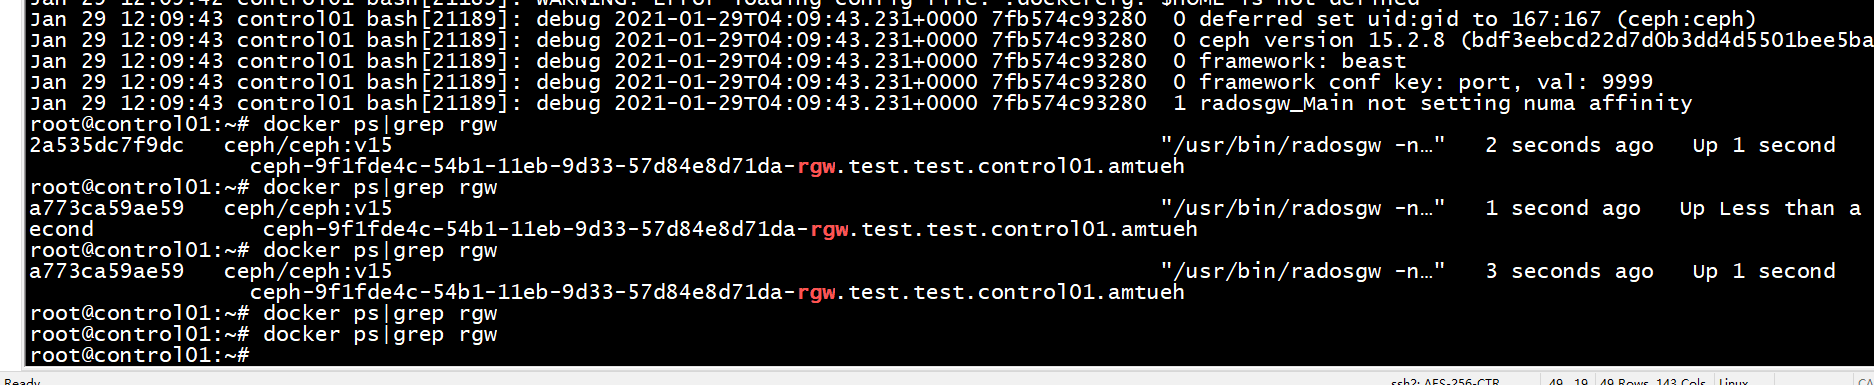 Jan 29 12:09:42 control01 bash[21189]: WARNING: Error loading config file: .dockercfg: $HOME is not defined
Jan 29 12:09:43 control01 bash[21189]: debug 2021-01-29T04:09:43.231+0000 7fb574c93280  0 deferred set uid:gid to 167:167 (ceph:ceph)
Jan 29 12:09:43 control01 bash[21189]: debug 2021-01-29T04:09:43.231+0000 7fb574c93280  0 ceph version 15.2.8 (bdf3eebcd22d7d0b3dd4d5501bee5ba
Jan 29 12:09:43 control01 bash[21189]: debug 2021-01-29T04:09:43.231+0000 7fb574c93280  0 framework: beast
Jan 29 12:09:43 control01 bash[21189]: debug 2021-01-29T04:09:43.231+0000 7fb574c93280  0 framework conf key: port, val: 9999
Jan 29 12:09:43 control01 bash[21189]: debug 2021-01-29T04:09:43.231+0000 7fb574c93280  1 radosgw_Main not setting numa affinity
root@control01:~# docker ps|grep rgw
2a535dc7f9dc   ceph/ceph:v15   "/usr/bin/radosgw -n…"   2 seconds ago   Up 1 second
ceph-9f1fde4c-54b1-11eb-9d33-57d84e8d71da-rgw.test.test.control01.amtueh
root@control01:~# docker ps|grep rgw
a773ca59ae59   ceph/ceph:v15   "/usr/bin/radosgw -n…"   1 second ago   Up Less than a
econd   ceph-9f1fde4c-54b1-11eb-9d33-57d84e8d71da-rgw.test.test.control01.amtueh
root@control01:~# docker ps|grep rgw
a773ca59ae59   ceph/ceph:v15   "/usr/bin/radosgw -n…"   3 seconds ago   Up 1 second
ceph-9f1fde4c-54b1-11eb-9d33-57d84e8d71da-rgw.test.test.control01.amtueh
root@control01:~# docker ps|grep rgw
root@control01:~# docker ps|grep rgw
root@control01:~#
Ready   ssh2: AES-256-CTR   49, 19   49 Rows, 143 Cols   Linux